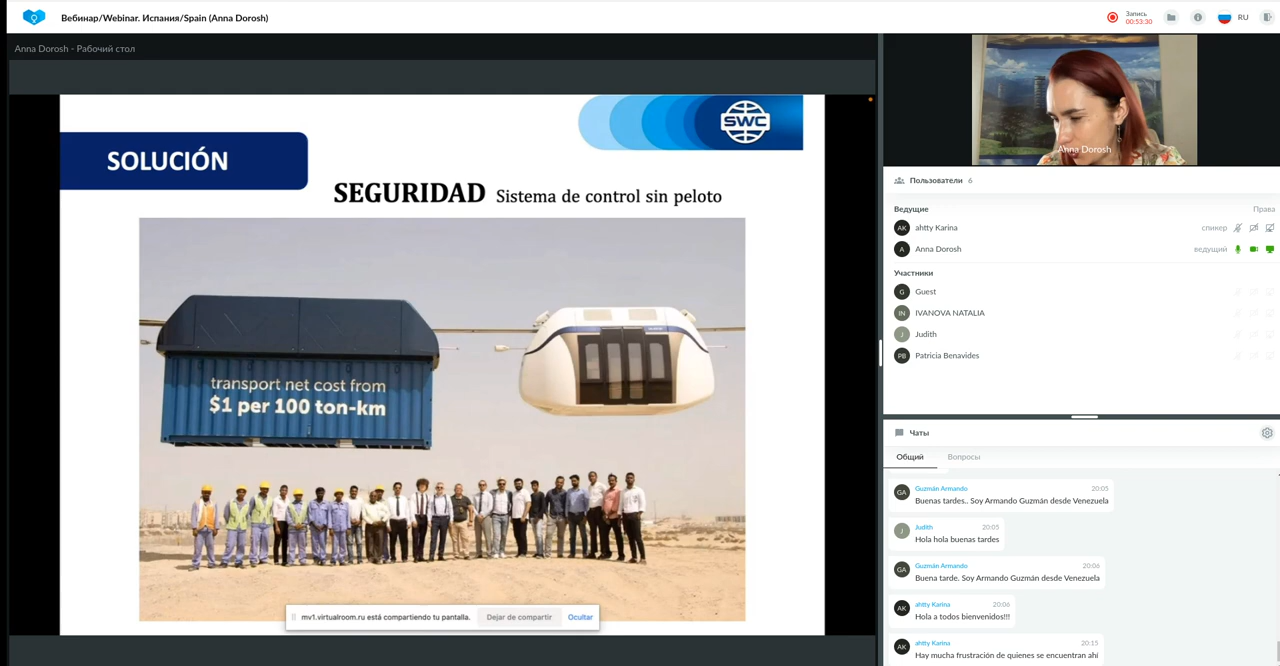 Вебинар/Webinar. Испания/Spain (Anna Dorosh)
Запись
00:53:30
RU
Anna Dorosh - Рабочий стол
SWC
SOLUCIÓN
SEGURIDAD Sistema de control sin peloto
transport net cost from
$1 per 100 ton-km
mv1.virtualroom.ru está compartiendo tu pantalla.
Dejar de compartir
Ocultar
Anna Dorosh
Пользователи 6
Ведущие
Права
AK
ahtty Karina
спикер
A
Anna Dorosh
ведущий
Участники
G
Guest
IN
IVANOVA NATALIA
J
Judith
PB
Patricia Benavides
Чаты
Общий
Вопросы
GA
Guzmán Armando
20:05
Buenas tardes.. Soy Armando Guzmán desde Venezuela
J
Judith
20:05
Hola hola buenas tardes
GA
Guzmán Armando
20:06
Buena tarde. Soy Armando Guzmán desde Venezuela
AK
ahtty Karina
20:06
Hola a todos bienvenidos!!!
AK
ahtty Karina
20:15
Hay mucha frustración de quienes se encuentran ahí